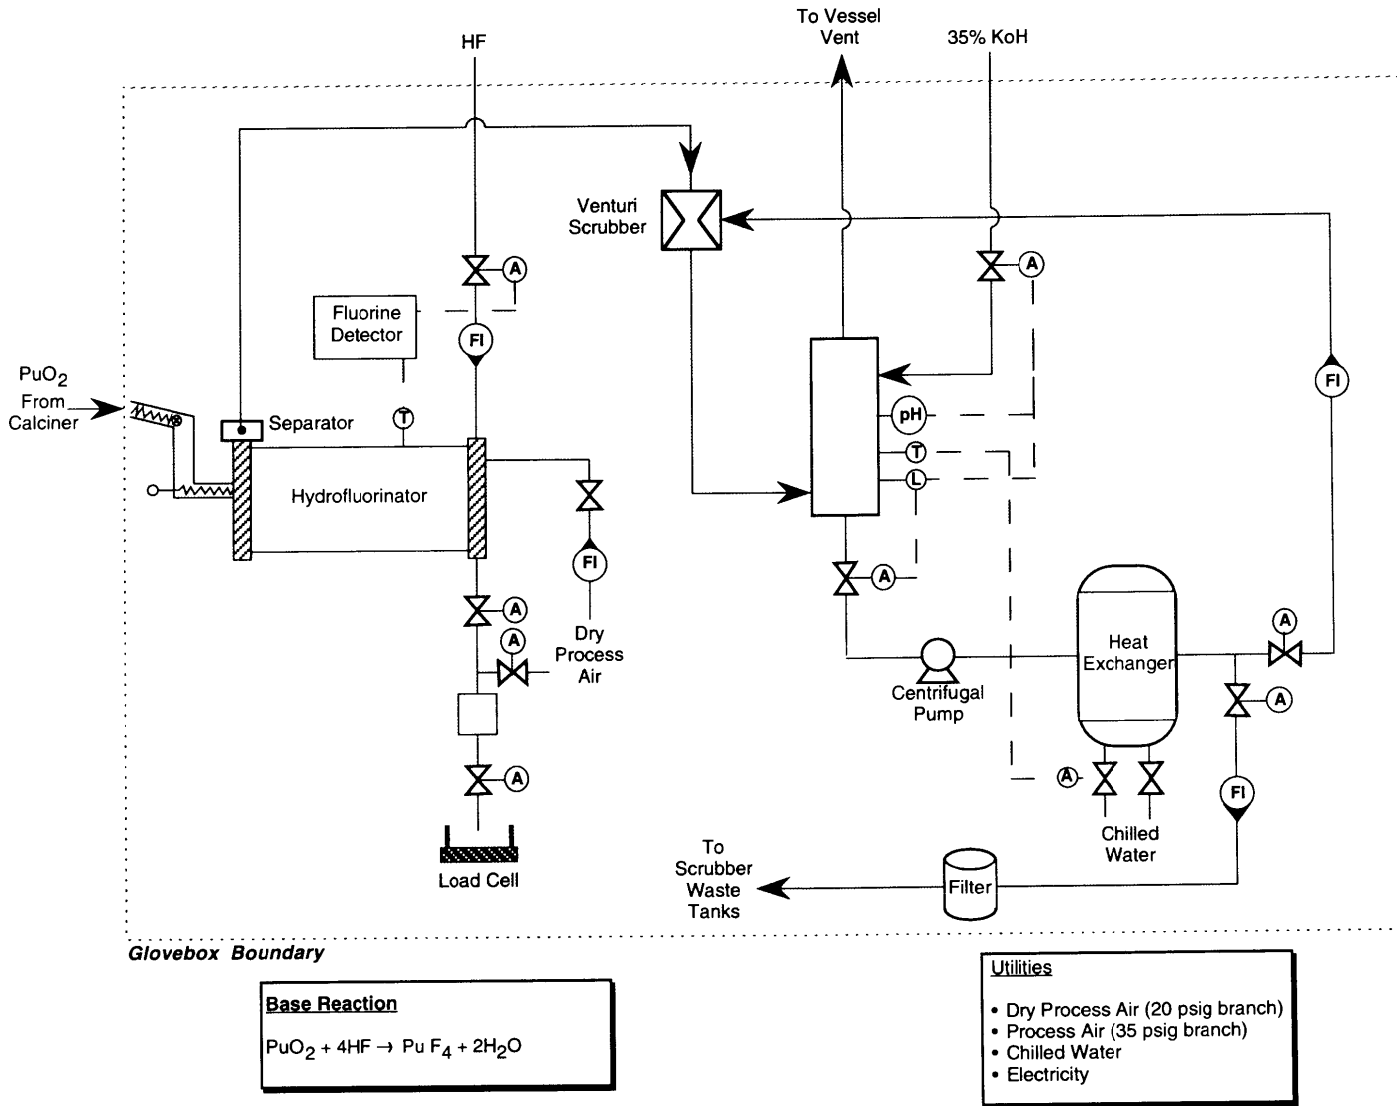 To Vessel
Vent
35% KoH
HF
A
A
Venturi
Scrubber
Fluorine
Detector
FI
FI
PuO2
From
Calciner
T
Separator
pH
T
L
Hydrofluorinator
FI
A
A
A
Dry
Process
Air
A
Heat
Exchanger
Centrifugal
Pump
A
A
A
FI
Chilled
Water
Load Cell
To
Scrubber
Waste
Tanks
Filter
Glovebox Boundary
Base Reaction
PuO2 + 4HF → Pu F4 + 2H2O
Utilities
• Dry Process Air (20 psig branch)
• Process Air (35 psig branch)
• Chilled Water
• Electricity